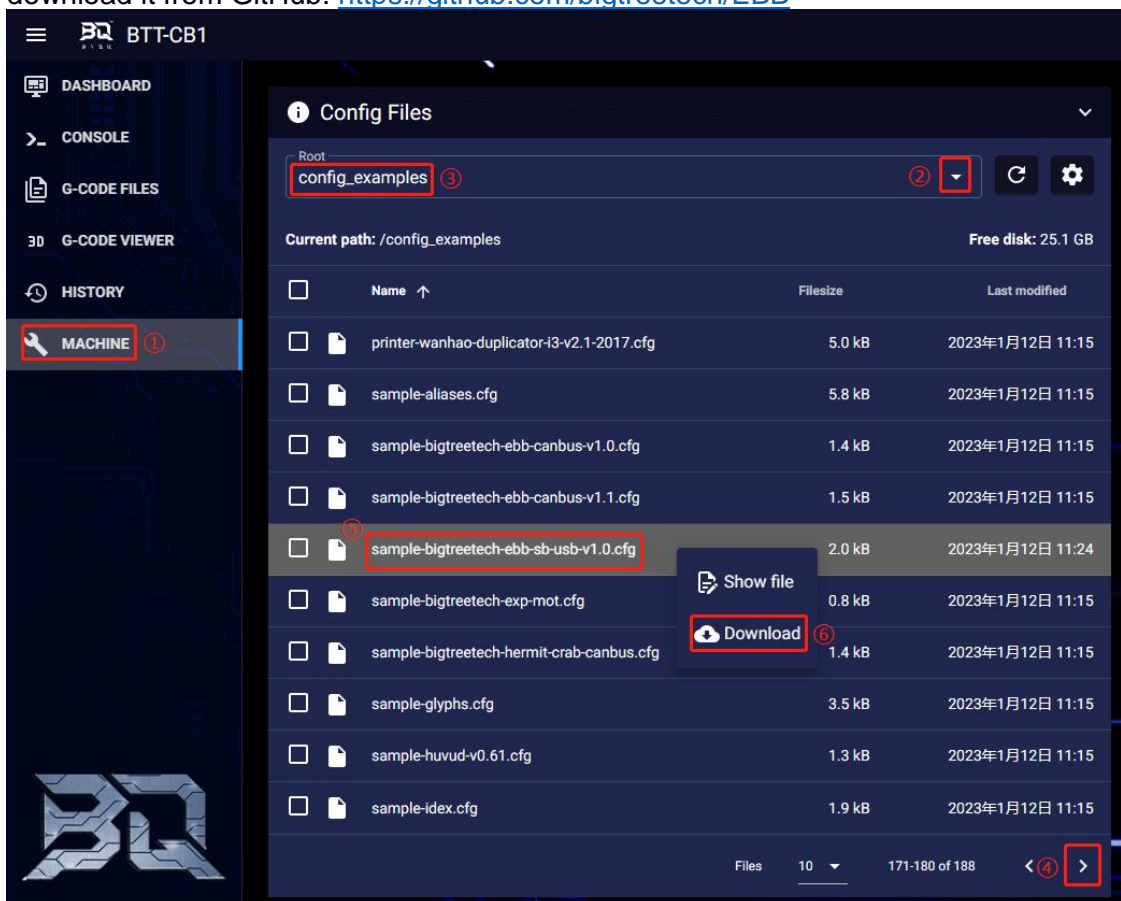 download it from GitHub: https://github.com/bigtreetech/EBB
BTT-CB1
DASHBOARD
CONSOLE
G-CODE FILES
3D G-CODE VIEWER
HISTORY
MACHINE ①
Config Files
Root
config_examples ③ ②
Current path: /config_examples Free disk: 25.1 GB
Name ↑ Filesize Last modified
printer-wanhao-duplicator-i3-v2.1-2017.cfg 5.0 kB 2023年1月12日 11:15
sample-aliases.cfg 5.8 kB 2023年1月12日 11:15
sample-bigtreetech-ebb-canbus-v1.0.cfg 1.4 kB 2023年1月12日 11:15
sample-bigtreetech-ebb-canbus-v1.1.cfg 1.5 kB 2023年1月12日 11:15
⑤ sample-bigtreetech-ebb-sb-usb-v1.0.cfg 2.0 kB 2023年1月12日 11:24
Show file
sample-bigtreetech-exp-mot.cfg 0.8 kB 2023年1月12日 11:15
Download ⑥
sample-bigtreetech-hermit-crab-canbus.cfg 1.4 kB 2023年1月12日 11:15
sample-glyphs.cfg 3.5 kB 2023年1月12日 11:15
sample-huvud-v0.61.cfg 1.3 kB 2023年1月12日 11:15
sample-idex.cfg 1.9 kB 2023年1月12日 11:15
Files 10 171-180 of 188 < ④ >
BQ